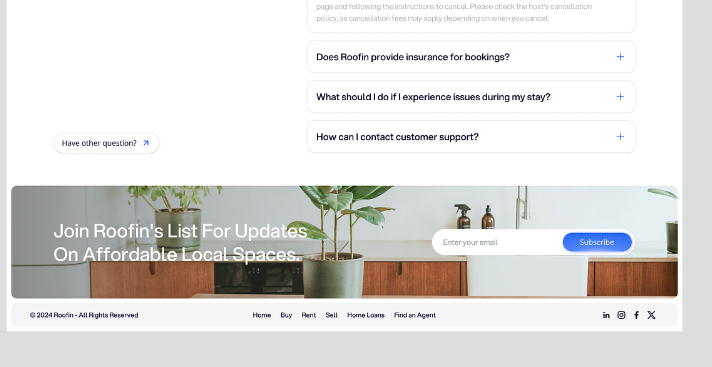 page and following the instructions to cancel. Please check the host's cancellation
policy, as cancellation fees may apply depending on when you cancel.
Does Roofin provide insurance for bookings?
What should I do if I experience issues during my stay?
How can I contact customer support?
Have other question?
Join Roofin's List For Updates
On Affordable Local Spaces.
Enter your email
Subscribe
© 2024 Roofin - All Rights Reserved
Home Buy Rent Sell Home Loans Find an Agent